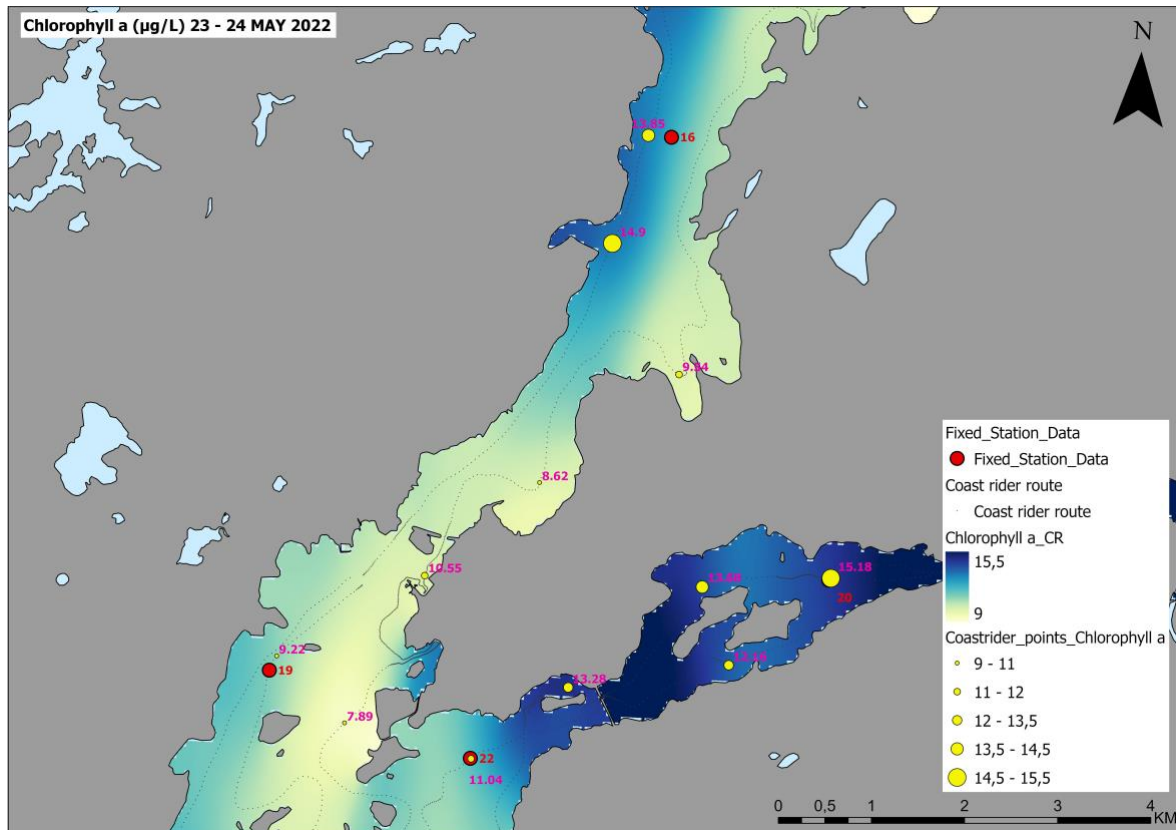 Chlorophyll a (µg/L) 23 - 24 MAY 2022
N
13.85
16
14.9
8.62
10.55
15.18
20
9.22
19
13.28
7.89
22
11.04
Fixed_Station_Data
Fixed_Station_Data
Coast rider route
Coast rider route
Chlorophyll a_CR
15,5
9
Coastrider_points_Chlorophyll a
9 - 11
11 - 12
12 - 13,5
13,5 - 14,5
14,5 - 15,5
0 0,5 1 2 3 4
KM